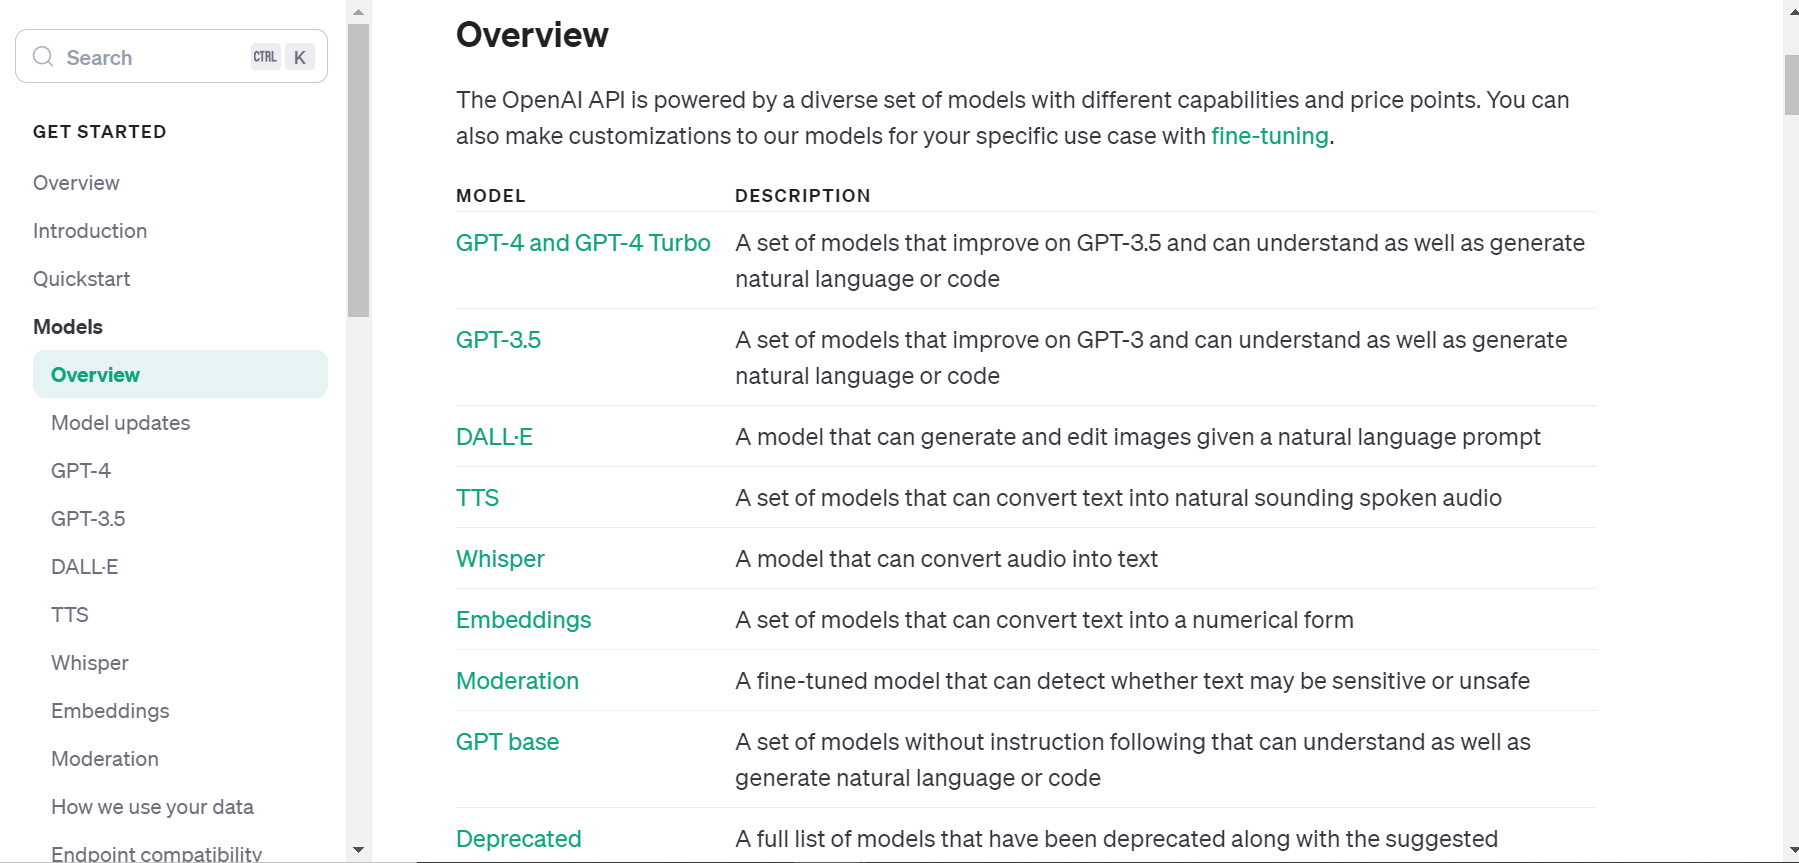 Search CTRL K
GET STARTED
Overview
Introduction
Quickstart
Models
Overview
Model updates
GPT-4
GPT-3.5
DALL·E
TTS
Whisper
Embeddings
Moderation
How we use your data
Endpoint compatibility
Overview
The OpenAI API is powered by a diverse set of models with different capabilities and price points. You can
also make customizations to our models for your specific use case with fine-tuning.
MODEL DESCRIPTION
GPT-4 and GPT-4 Turbo A set of models that improve on GPT-3.5 and can understand as well as generate
natural language or code
GPT-3.5 A set of models that improve on GPT-3 and can understand as well as generate
natural language or code
DALL·E A model that can generate and edit images given a natural language prompt
TTS A set of models that can convert text into natural sounding spoken audio
Whisper A model that can convert audio into text
Embeddings A set of models that can convert text into a numerical form
Moderation A fine-tuned model that can detect whether text may be sensitive or unsafe
GPT base A set of models without instruction following that can understand as well as
generate natural language or code
Deprecated A full list of models that have been deprecated along with the suggested